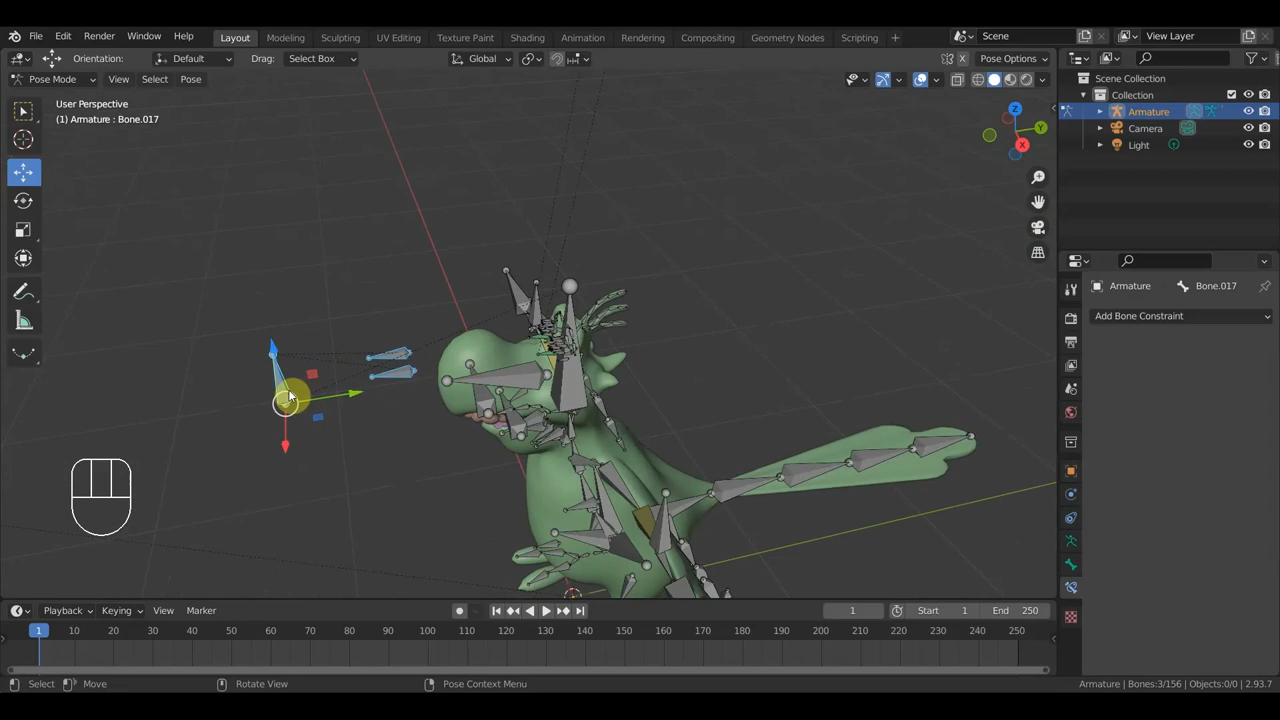 File Edit Render Window Help Layout Modeling Sculpting UV Editing Texture Paint Shading Animation Rendering Compositing Geometry Nodes Scripting + Scene View Layer
Orientation: Default Drag: Select Box Global Pose Options
Pose Mode View Select Pose
User Perspective
(1) Armature : Bone.017
Z
Y
X
Scene Collection
Collection
Armature
Camera
Light
Armature Bone.017
Add Bone Constraint
Playback Keying View Marker 1 Start 1 End 250
1 10 20 30 40 50 60 70 80 90 100 110 120 130 140 150 160 170 180 190 200 210 220 230 240 250
Select Move Rotate View Pose Context Menu Armature | Bones:3/156 | Objects:0/0 | 2.93.7